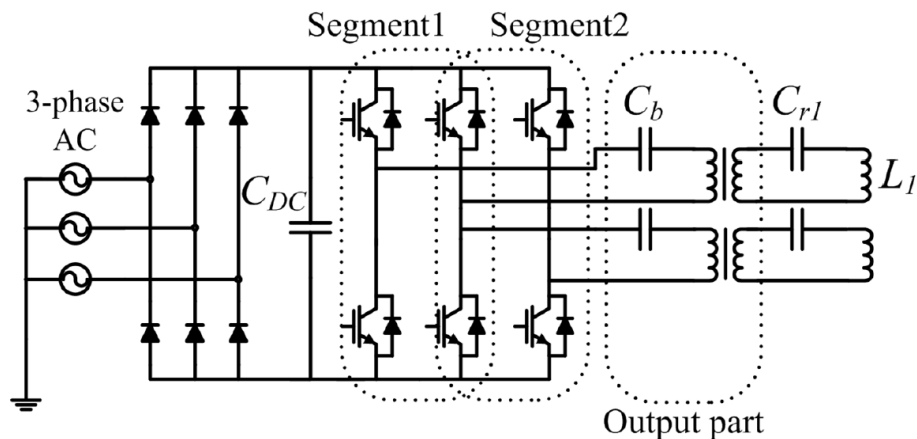 Segment1
Segment2
3-phase
AC
C_DC
C_b
C_r1
L_1
Output part